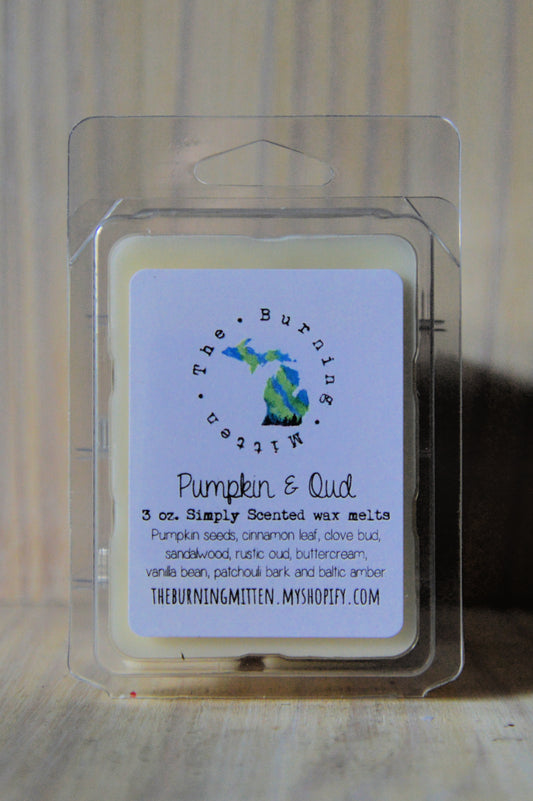 The • Burning • Mitten •
Pumpkin & Oud
3 oz. Simply Scented wax melts
Pumpkin seeds, cinnamon leaf, clove bud,
sandalwood, rustic oud, buttercream,
vanilla bean, patchouli bark and baltic amber
THEBURNINGMITTEN.MYSHOPIFY.COM